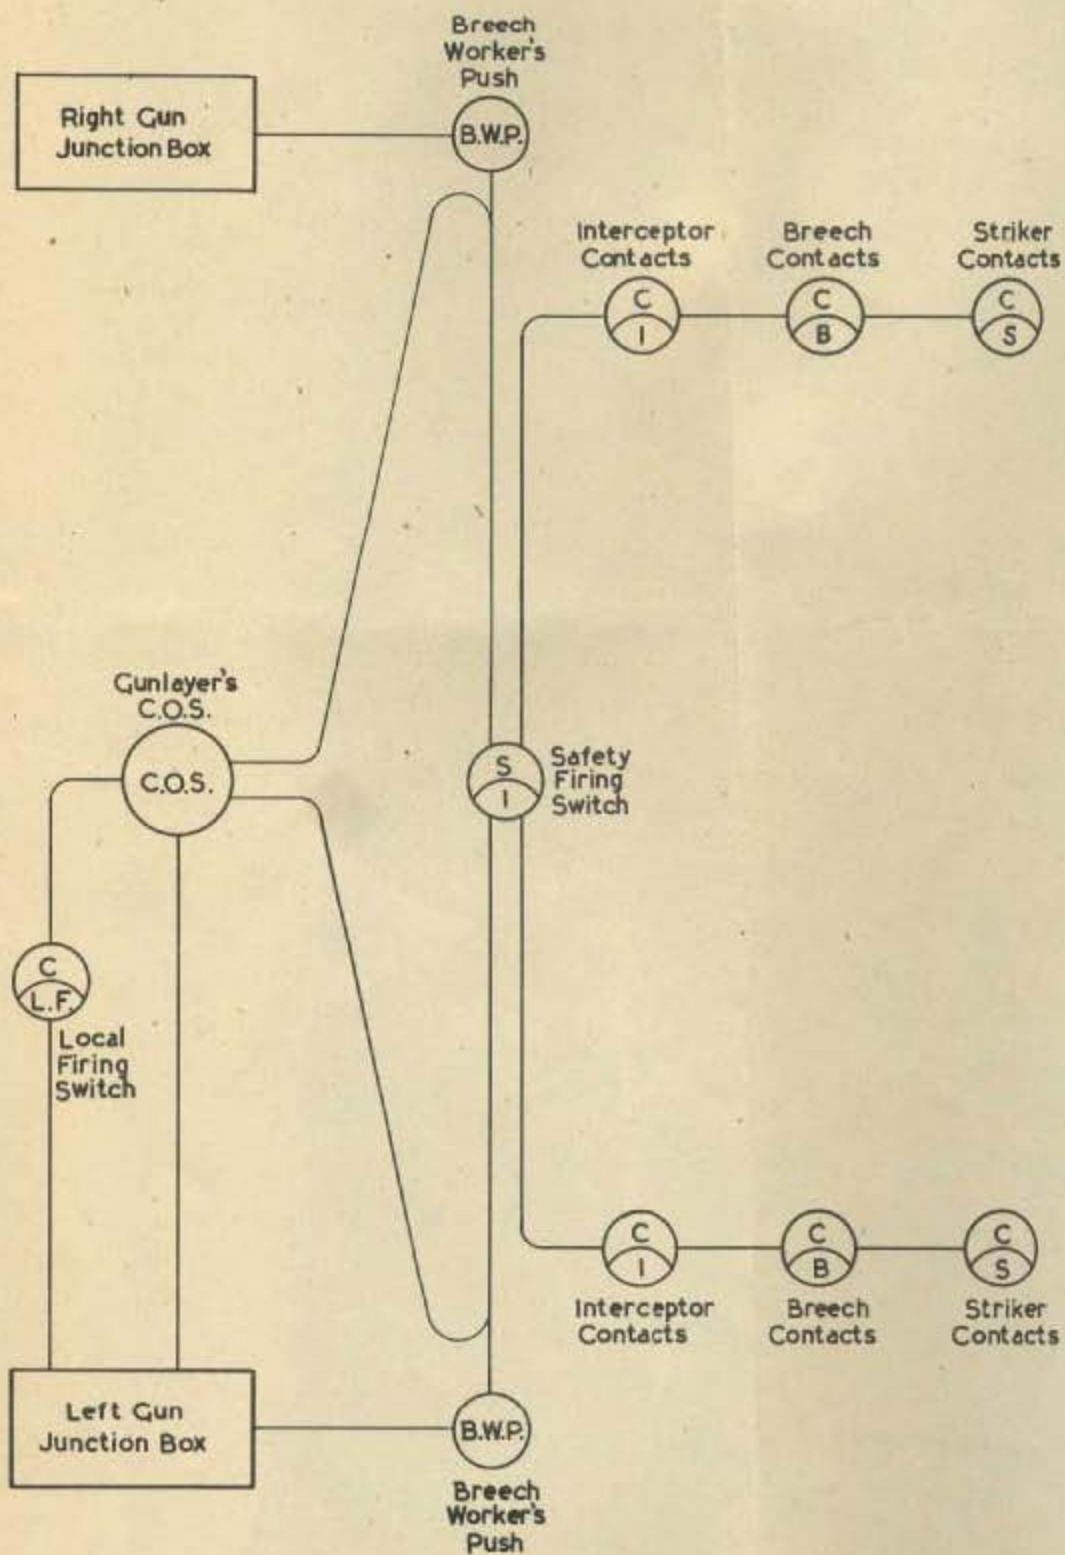 Breech
Worker's
Push
B.W.P.
Right Gun
Junction Box
Interceptor
Contacts
C
I
Breech
Contacts
C
B
Striker
Contacts
C
S
Gunlayer's
C.O.S.
C.O.S.
S
I
Safety
Firing
Switch
C
L.F.
Local
Firing
Switch
C
I
Interceptor
Contacts
C
B
Breech
Contacts
C
S
Striker
Contacts
Left Gun
Junction Box
B.W.P.
Breech
Worker's
Push